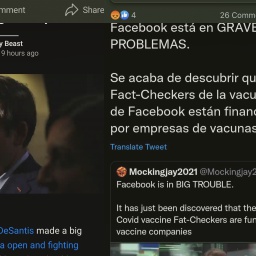 mment
Share
y Beast
9 hours ago
DeSantis made a big
a open and fighting
4
26 Comme
Facebook está en GRAVE
PROBLEMAS.
Se acaba de descubrir qu
Fact-Checkers de la vacu
de Facebook están finanç
por empresas de vacunas
Translate Tweet
Mockingjay2021 @Mockingjay2
Facebook is in BIG TROUBLE.
It has just been discovered that the
Covid vaccine Fat-Checkers are fun
vaccine companies